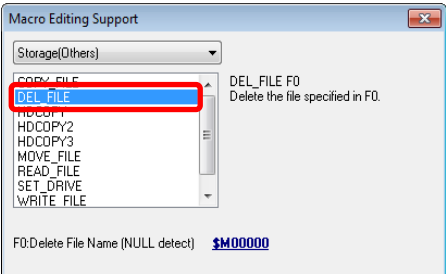 Macro Editing Support
Storage(Others)
COPY_FILE
DEL_FILE
HDCOPY
HDCOPY2
HDCOPY3
MOVE_FILE
READ_FILE
SET_DRIVE
WRITE_FILE
DEL_FILE F0
Delete the file specified in F0.
F0:Delete File Name (NULL detect) $M00000